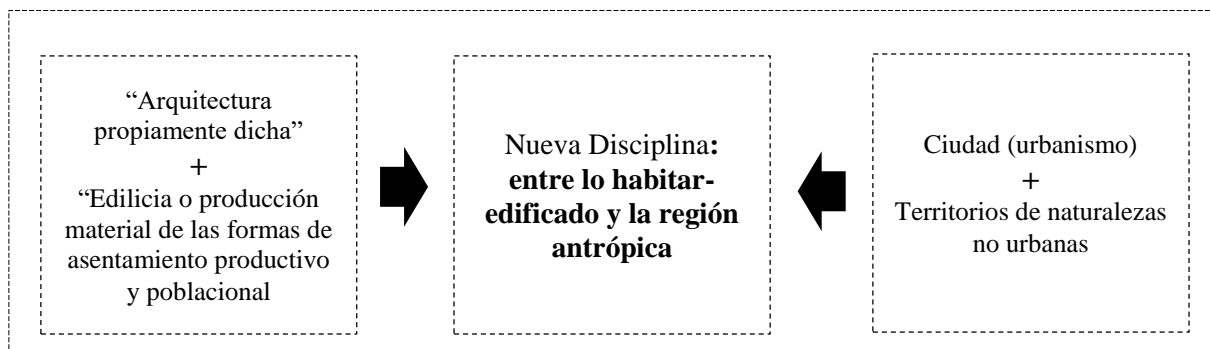 “Arquitectura
propiamente dicha”
+
“Edilicia o producción
material de las formas de
asentamiento productivo
y poblacional
Nueva Disciplina:
entre lo habitar-
edificado y la región
antrópica
Ciudad (urbanismo)
+
Territorios de naturalezas
no urbanas